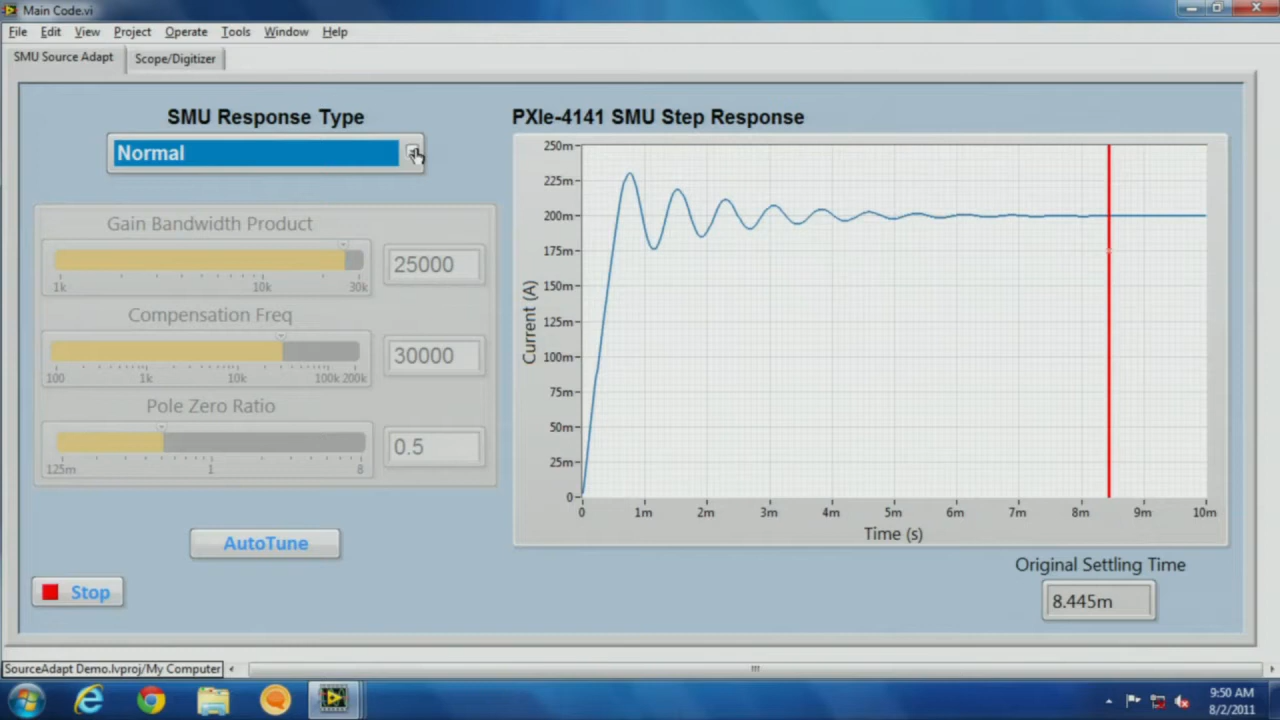 Main Code.vi
File Edit View Project Operate Tools Window Help
SMU Source Adapt
Scope/Digitizer
SMU Response Type
Normal
Gain Bandwidth Product
25000
1k 10k 30k
Compensation Freq
30000
100 1k 10k 100k 200k
Pole Zero Ratio
0.5
125m 1 8
AutoTune
Stop
PXIe-4141 SMU Step Response
250m
225m
200m
175m
150m
125m
100m
75m
50m
25m
0
Current (A)
0 1m 2m 3m 4m 5m 6m 7m 8m 9m 10m
Time (s)
Original Settling Time
8.445m
SourceAdapt Demo.lvproj/My Computer
9:50 AM
8/2/2011